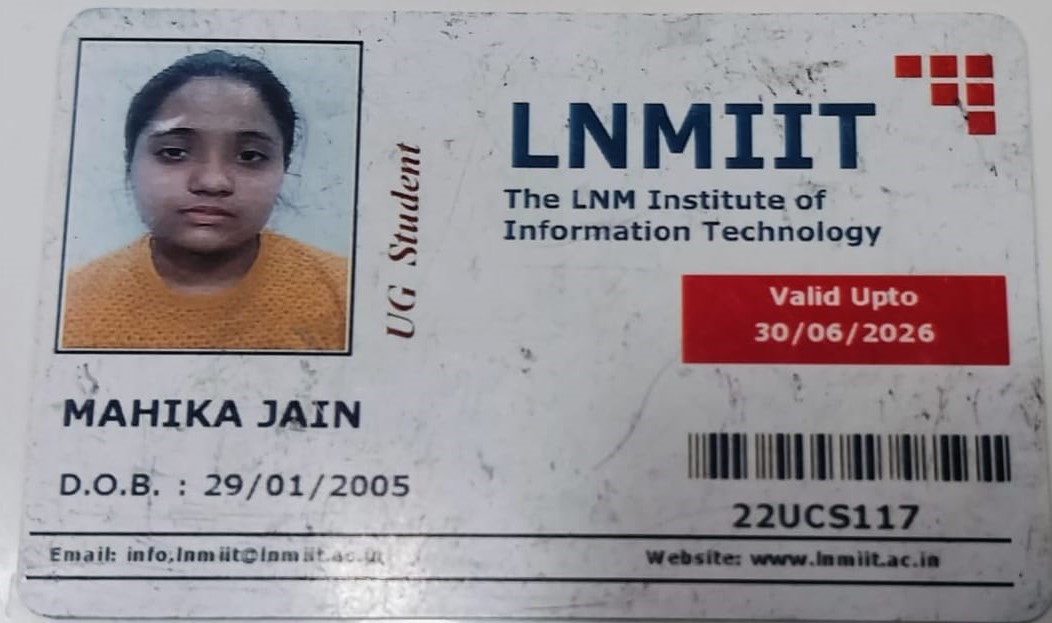 LNMIIT
The LNM Institute of
Information Technology
UG Student
Valid Upto
30/06/2026
MAHIKA JAIN
D.O.B. : 29/01/2005
22UCS117
Email: info.lnmiit@lnmiit.ac.in
Website: www.lnmiit.ac.in